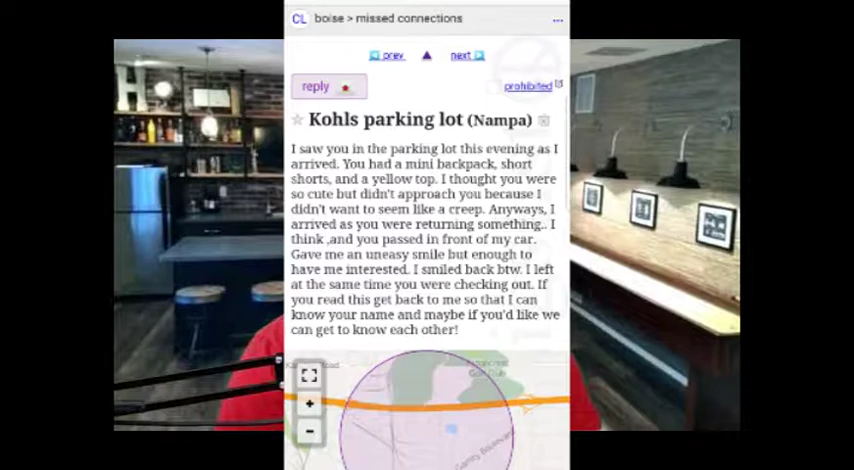 CL boise > missed connections ...
prev ▲ next
reply prohibited
☆ Kohls parking lot (Nampa)
I saw you in the parking lot this evening as I
arrived. You had a mini backpack, short
shorts, and a yellow top. I thought you were
so cute but didn't approach you because I
didn't want to seem like a creep. Anyways, I
arrived as you were returning something.. I
think ,and you passed in front of my car.
Gave me an uneasy smile but enough to
have me interested. I smiled back btw. I left
at the same time you were checking out. If
you read this get back to me so that I can
know your name and maybe if you'd like we
can get to know each other!
Golf Club
+
−
Garrity Boulevard